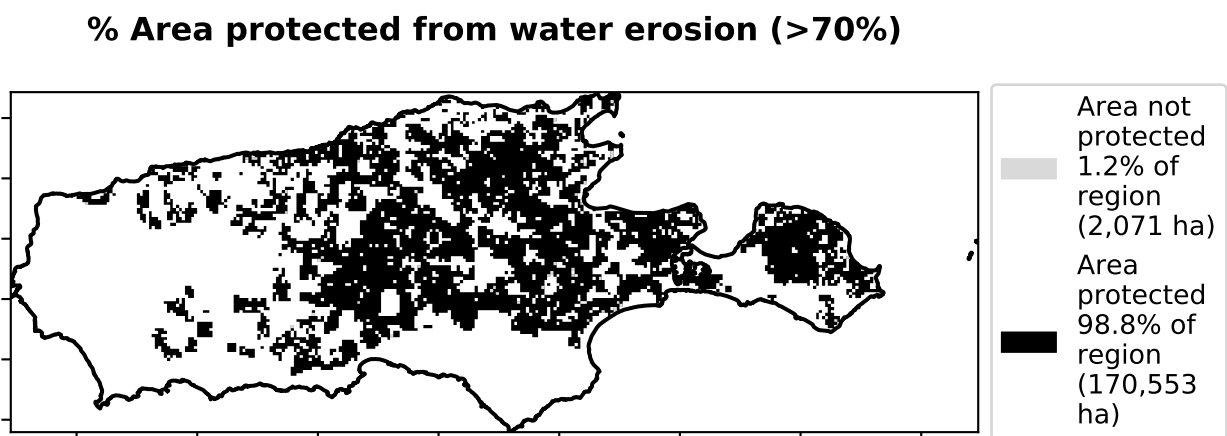 % Area protected from water erosion (>70%)
Area not
protected
1.2% of
region
(2,071 ha)
Area
protected
98.8% of
region
(170,553
ha)